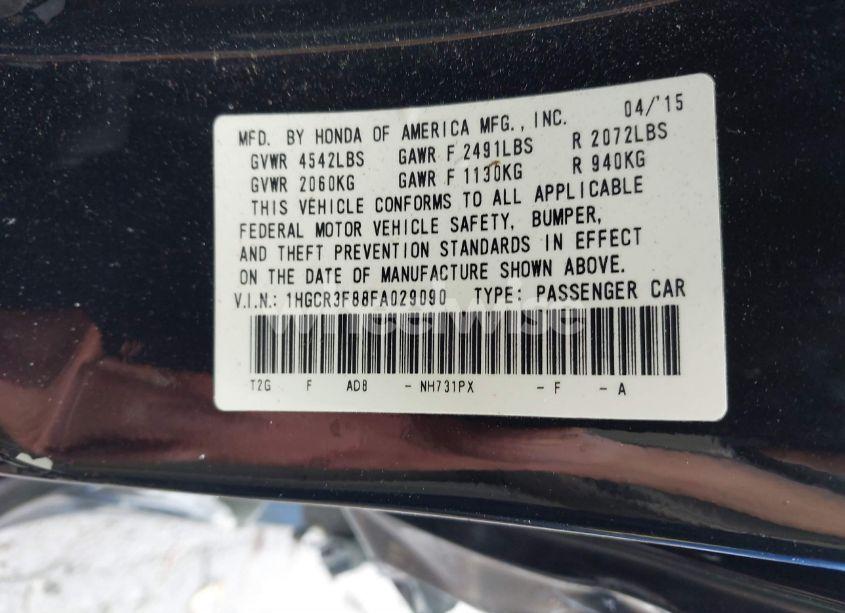 MFD. BY HONDA OF AMERICA MFG., INC. 04/'15
GVWR 4542LBS GAWR F 2491LBS R 2072LBS
GVWR 2060KG GAWR F 1130KG R 940KG
THIS VEHICLE CONFORMS TO ALL APPLICABLE
FEDERAL MOTOR VEHICLE SAFETY, BUMPER,
AND THEFT PREVENTION STANDARDS IN EFFECT
ON THE DATE OF MANUFACTURE SHOWN ABOVE.
V.I.N.: 1HGCR3F88FA029090 TYPE: PASSENGER CAR
wheelwise
T2G F AD8 - NH731PX - F - A